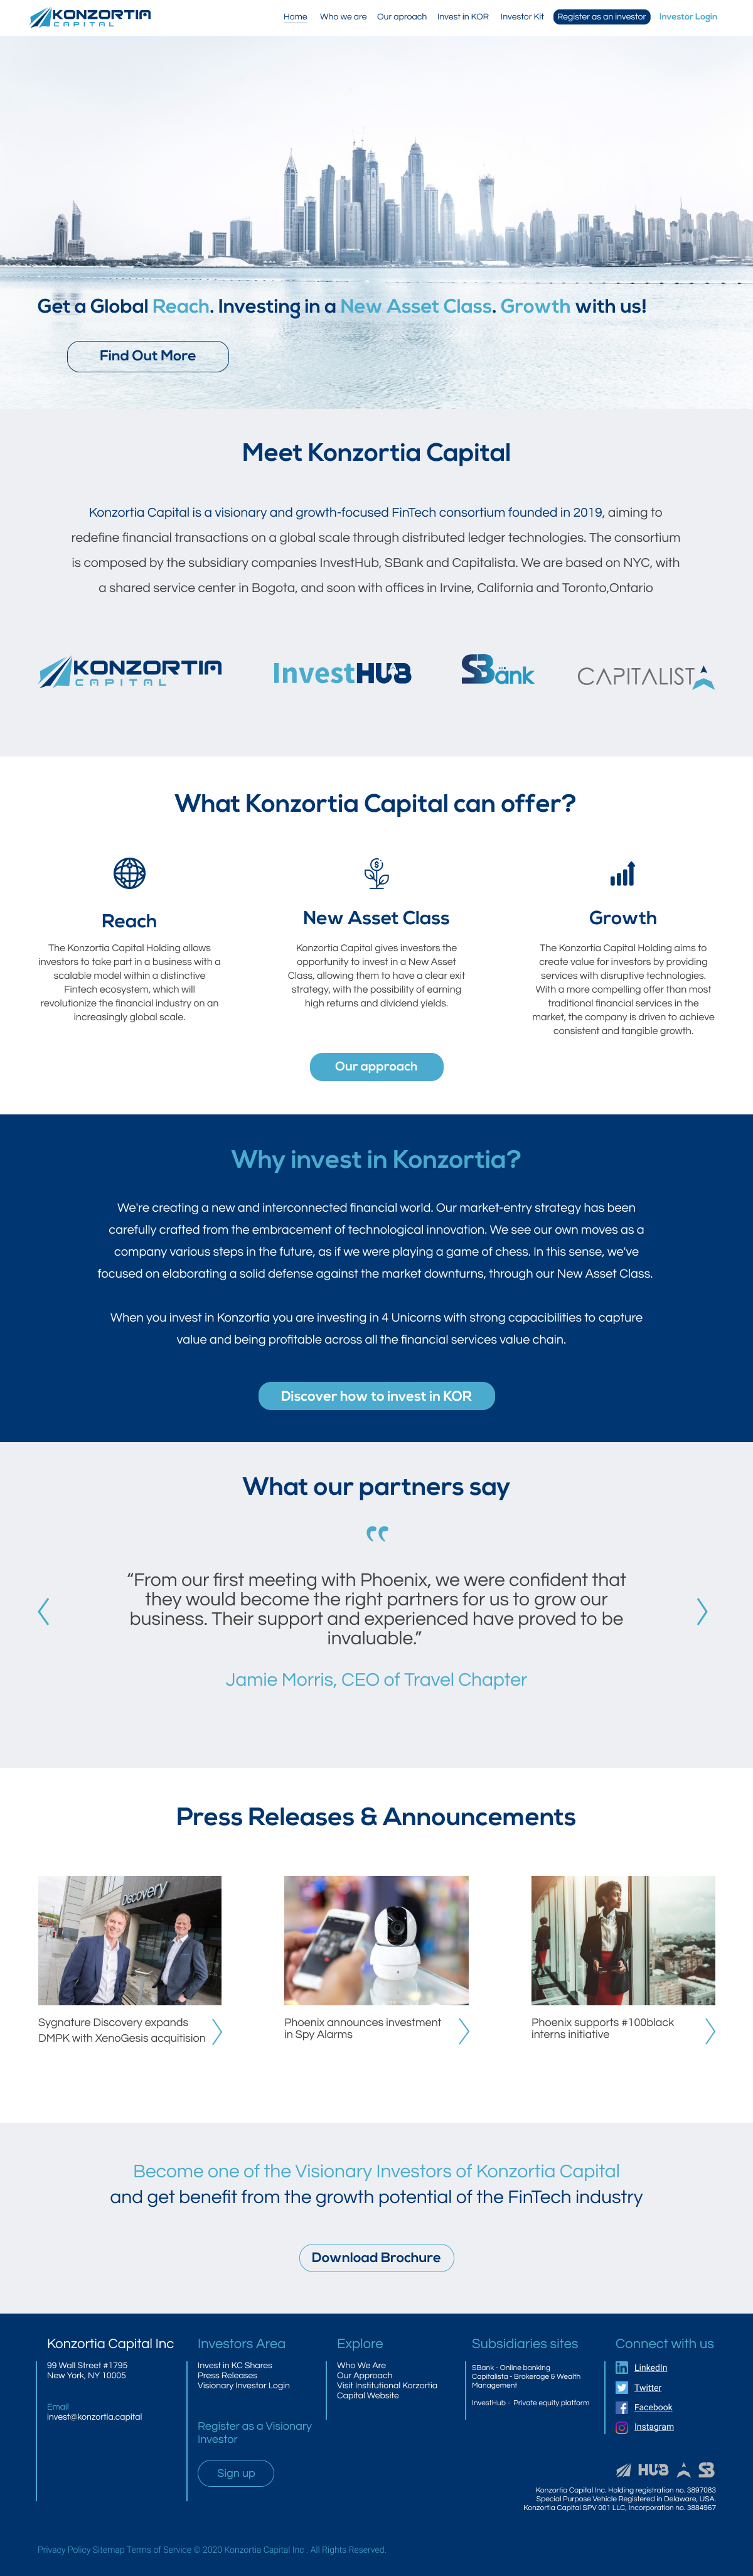 KONZORTIA
CAPITAL
Home Who we are Our aproach Invest in KOR Investor Kit Register as an investor Investor Login
Get a Global Reach. Investing in a New Asset Class. Growth with us!
Find Out More
Meet Konzortia Capital
Konzortia Capital is a visionary and growth-focused FinTech consortium founded in 2019, aiming to
redefine financial transactions on a global scale through distributed ledger technologies. The consortium
is composed by the subsidiary companies InvestHub, SBank and Capitalista. We are based on NYC, with
a shared service center in Bogota, and soon with offices in Irvine, California and Toronto,Ontario
KONZORTIA
CAPITAL
InvestHUB
SBänk
CAPITALISTA
What Konzortia Capital can offer?
Reach
The Konzortia Capital Holding allows
investors to take part in a business with a
scalable model within a distinctive
Fintech ecosystem, which will
revolutionize the financial industry on an
increasingly global scale.
New Asset Class
Konzortia Capital gives investors the
opportunity to invest in a New Asset
Class, allowing them to have a clear exit
strategy, with the possibility of earning
high returns and dividend yields.
Growth
The Konzortia Capital Holding aims to
create value for investors by providing
services with disruptive technologies.
With a more compelling offer than most
traditional financial services in the
market, the company is driven to achieve
consistent and tangible growth.
Our approach
Why invest in Konzortia?
We're creating a new and interconnected financial world. Our market-entry strategy has been
carefully crafted from the embracement of technological innovation. We see our own moves as a
company various steps in the future, as if we were playing a game of chess. In this sense, we've
focused on elaborating a solid defense against the market downturns, through our New Asset Class.
When you invest in Konzortia you are investing in 4 Unicorns with strong capacibilities to capture
value and being profitable across all the financial services value chain.
Discover how to invest in KOR
What our partners say
“From our first meeting with Phoenix, we were confident that
they would become the right partners for us to grow our
business. Their support and experienced have proved to be
invaluable.”
Jamie Morris, CEO of Travel Chapter
Press Releases & Announcements
Discovery
Sygnature Discovery expands
DMPK with XenoGesis acquitision
Phoenix announces investment
in Spy Alarms
Phoenix supports #100black
interns initiative
Become one of the Visionary Investors of Konzortia Capital
and get benefit from the growth potential of the FinTech industry
Download Brochure
Konzortia Capital Inc
99 Wall Street #1795
New York, NY 10005
Email
invest@konzortia.capital
Investors Area
Invest in KC Shares
Press Releases
Visionary Investor Login
Register as a Visionary
Investor
Sign up
Explore
Who We Are
Our Approach
Visit Institutional Korzortia
Capital Website
Subsidiaries sites
SBank - Online banking
Capitalista - Brokerage & Wealth
Management
InvestHub - Private equity platform
Connect with us
LinkedIn
Twitter
Facebook
Instagram
HUB
SB
Konzortia Capital Inc. Holding registration no. 3897083
Special Purpose Vehicle Registered in Delaware, USA.
Konzortia Capital SPV 001 LLC, Incorporation no. 3884967
Privacy Policy Sitemap Terms of Service © 2020 Konzortia Capital Inc . All Rights Reserved.